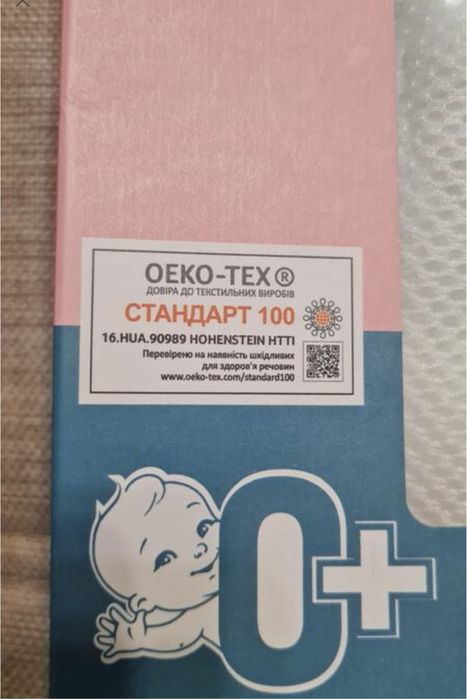 OEKO-TEX ®
ДОВІРА ДО ТЕКСТИЛЬНИХ ВИРОБІВ
СТАНДАРТ 100
16.HUA.90989 HOHENSTEIN HTTI
Перевірено на наявність шкідливих
для здоров'я речовин
www.oeko-tex.com/standard100
0+